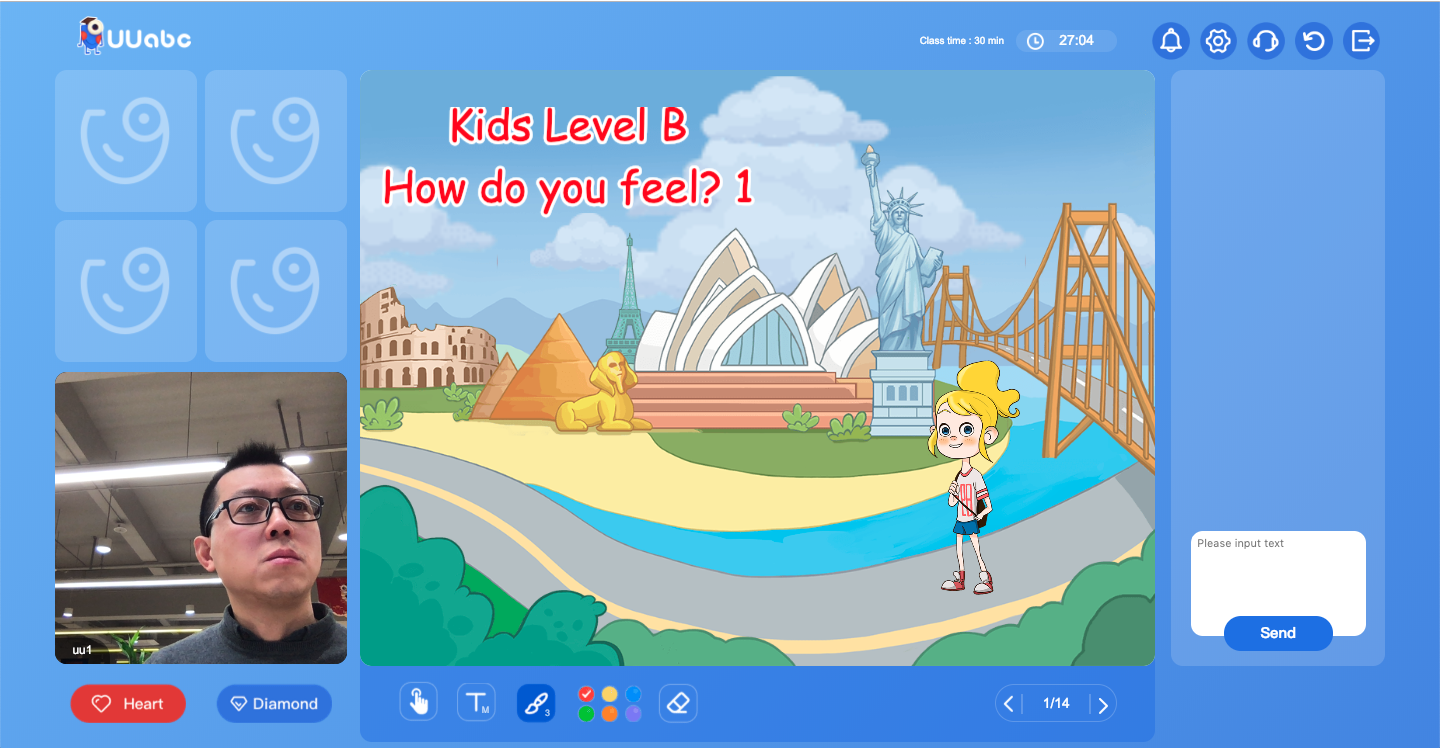 UUabc
Class time : 30 min
27:04
Kids Level B
How do you feel? 1
uu1
Please input text
Send
Heart
Diamond
T M
3
1/14